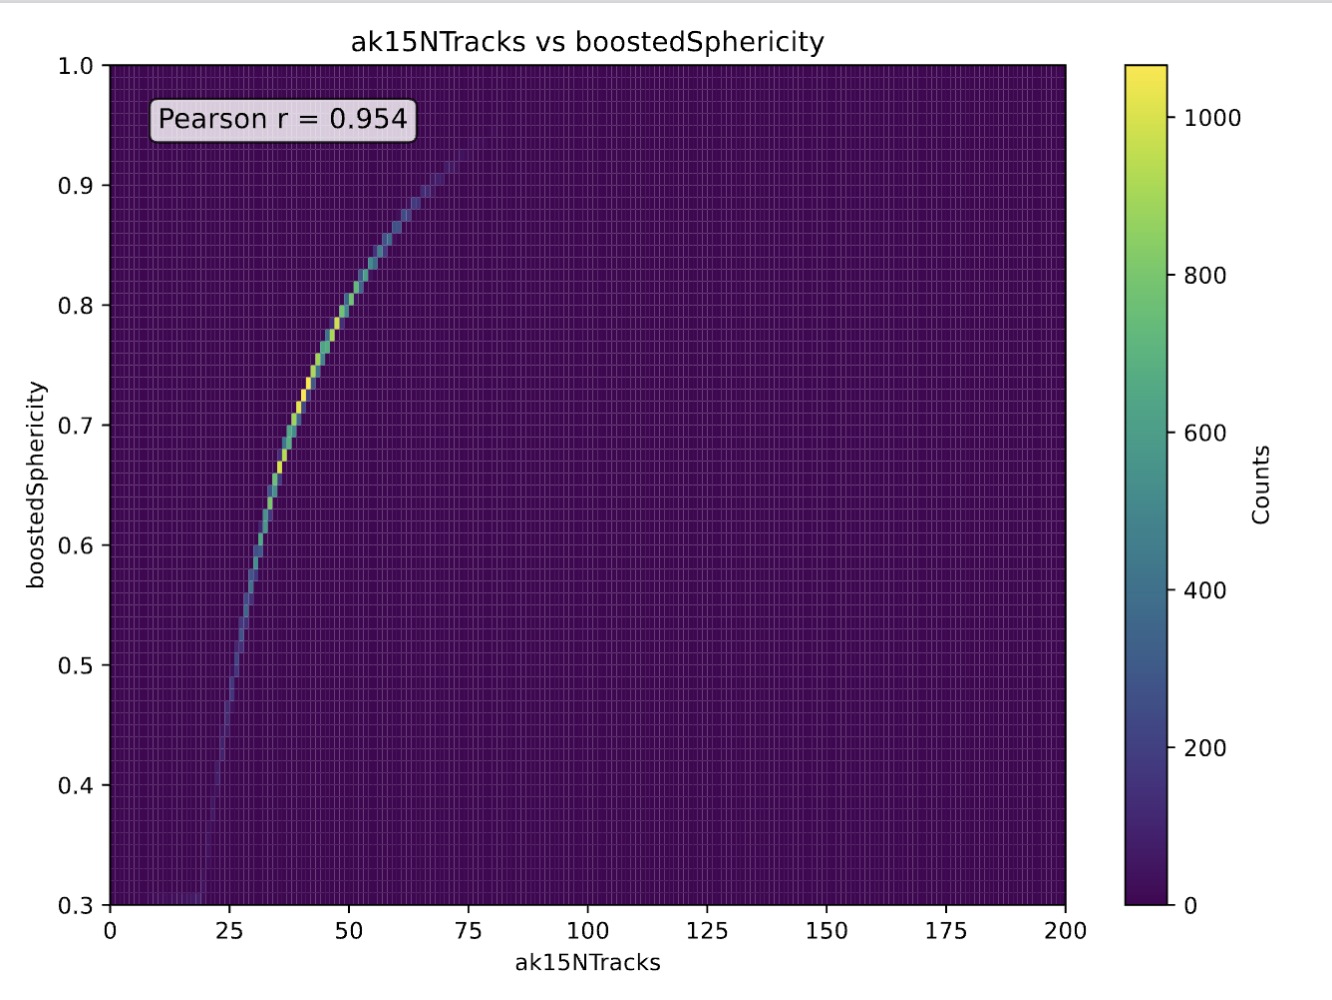 ak15NTracks vs boostedSphericity
Pearson r = 0.954
boostedSphericity
1.0
0.9
0.8
0.7
0.6
0.5
0.4
0.3
0 25 50 75 100 125 150 175 200
ak15NTracks
1000
800
600
400
200
0
Counts